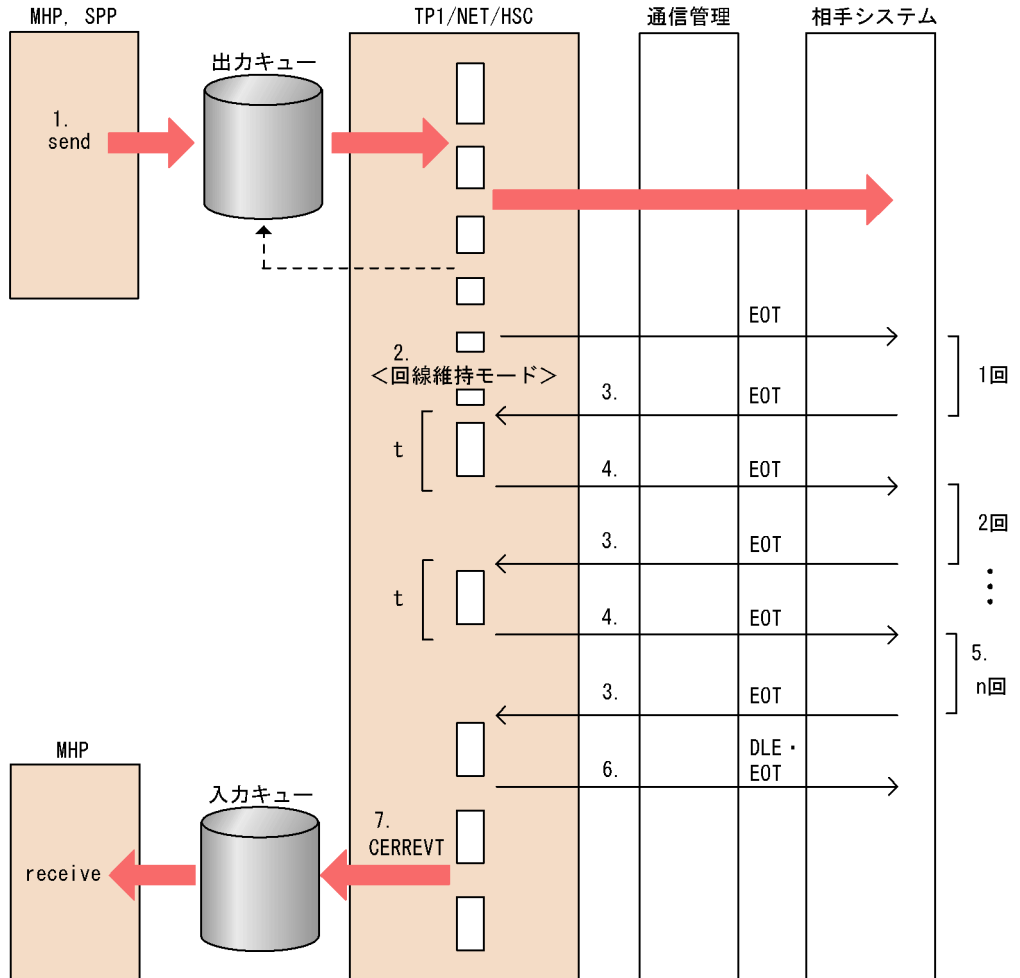 MHP, SPP
TP1/NET/HSC
通信管理
相手システム
出力キュー
1.
send
EOT
2.
＜回線維持モード＞
1回
3.
EOT
t
4.
EOT
2回
3.
EOT
t
4.
EOT
5.
n回
3.
EOT
MHP
DLE・
EOT
6.
入力キュー
7.
CERREVT
receive